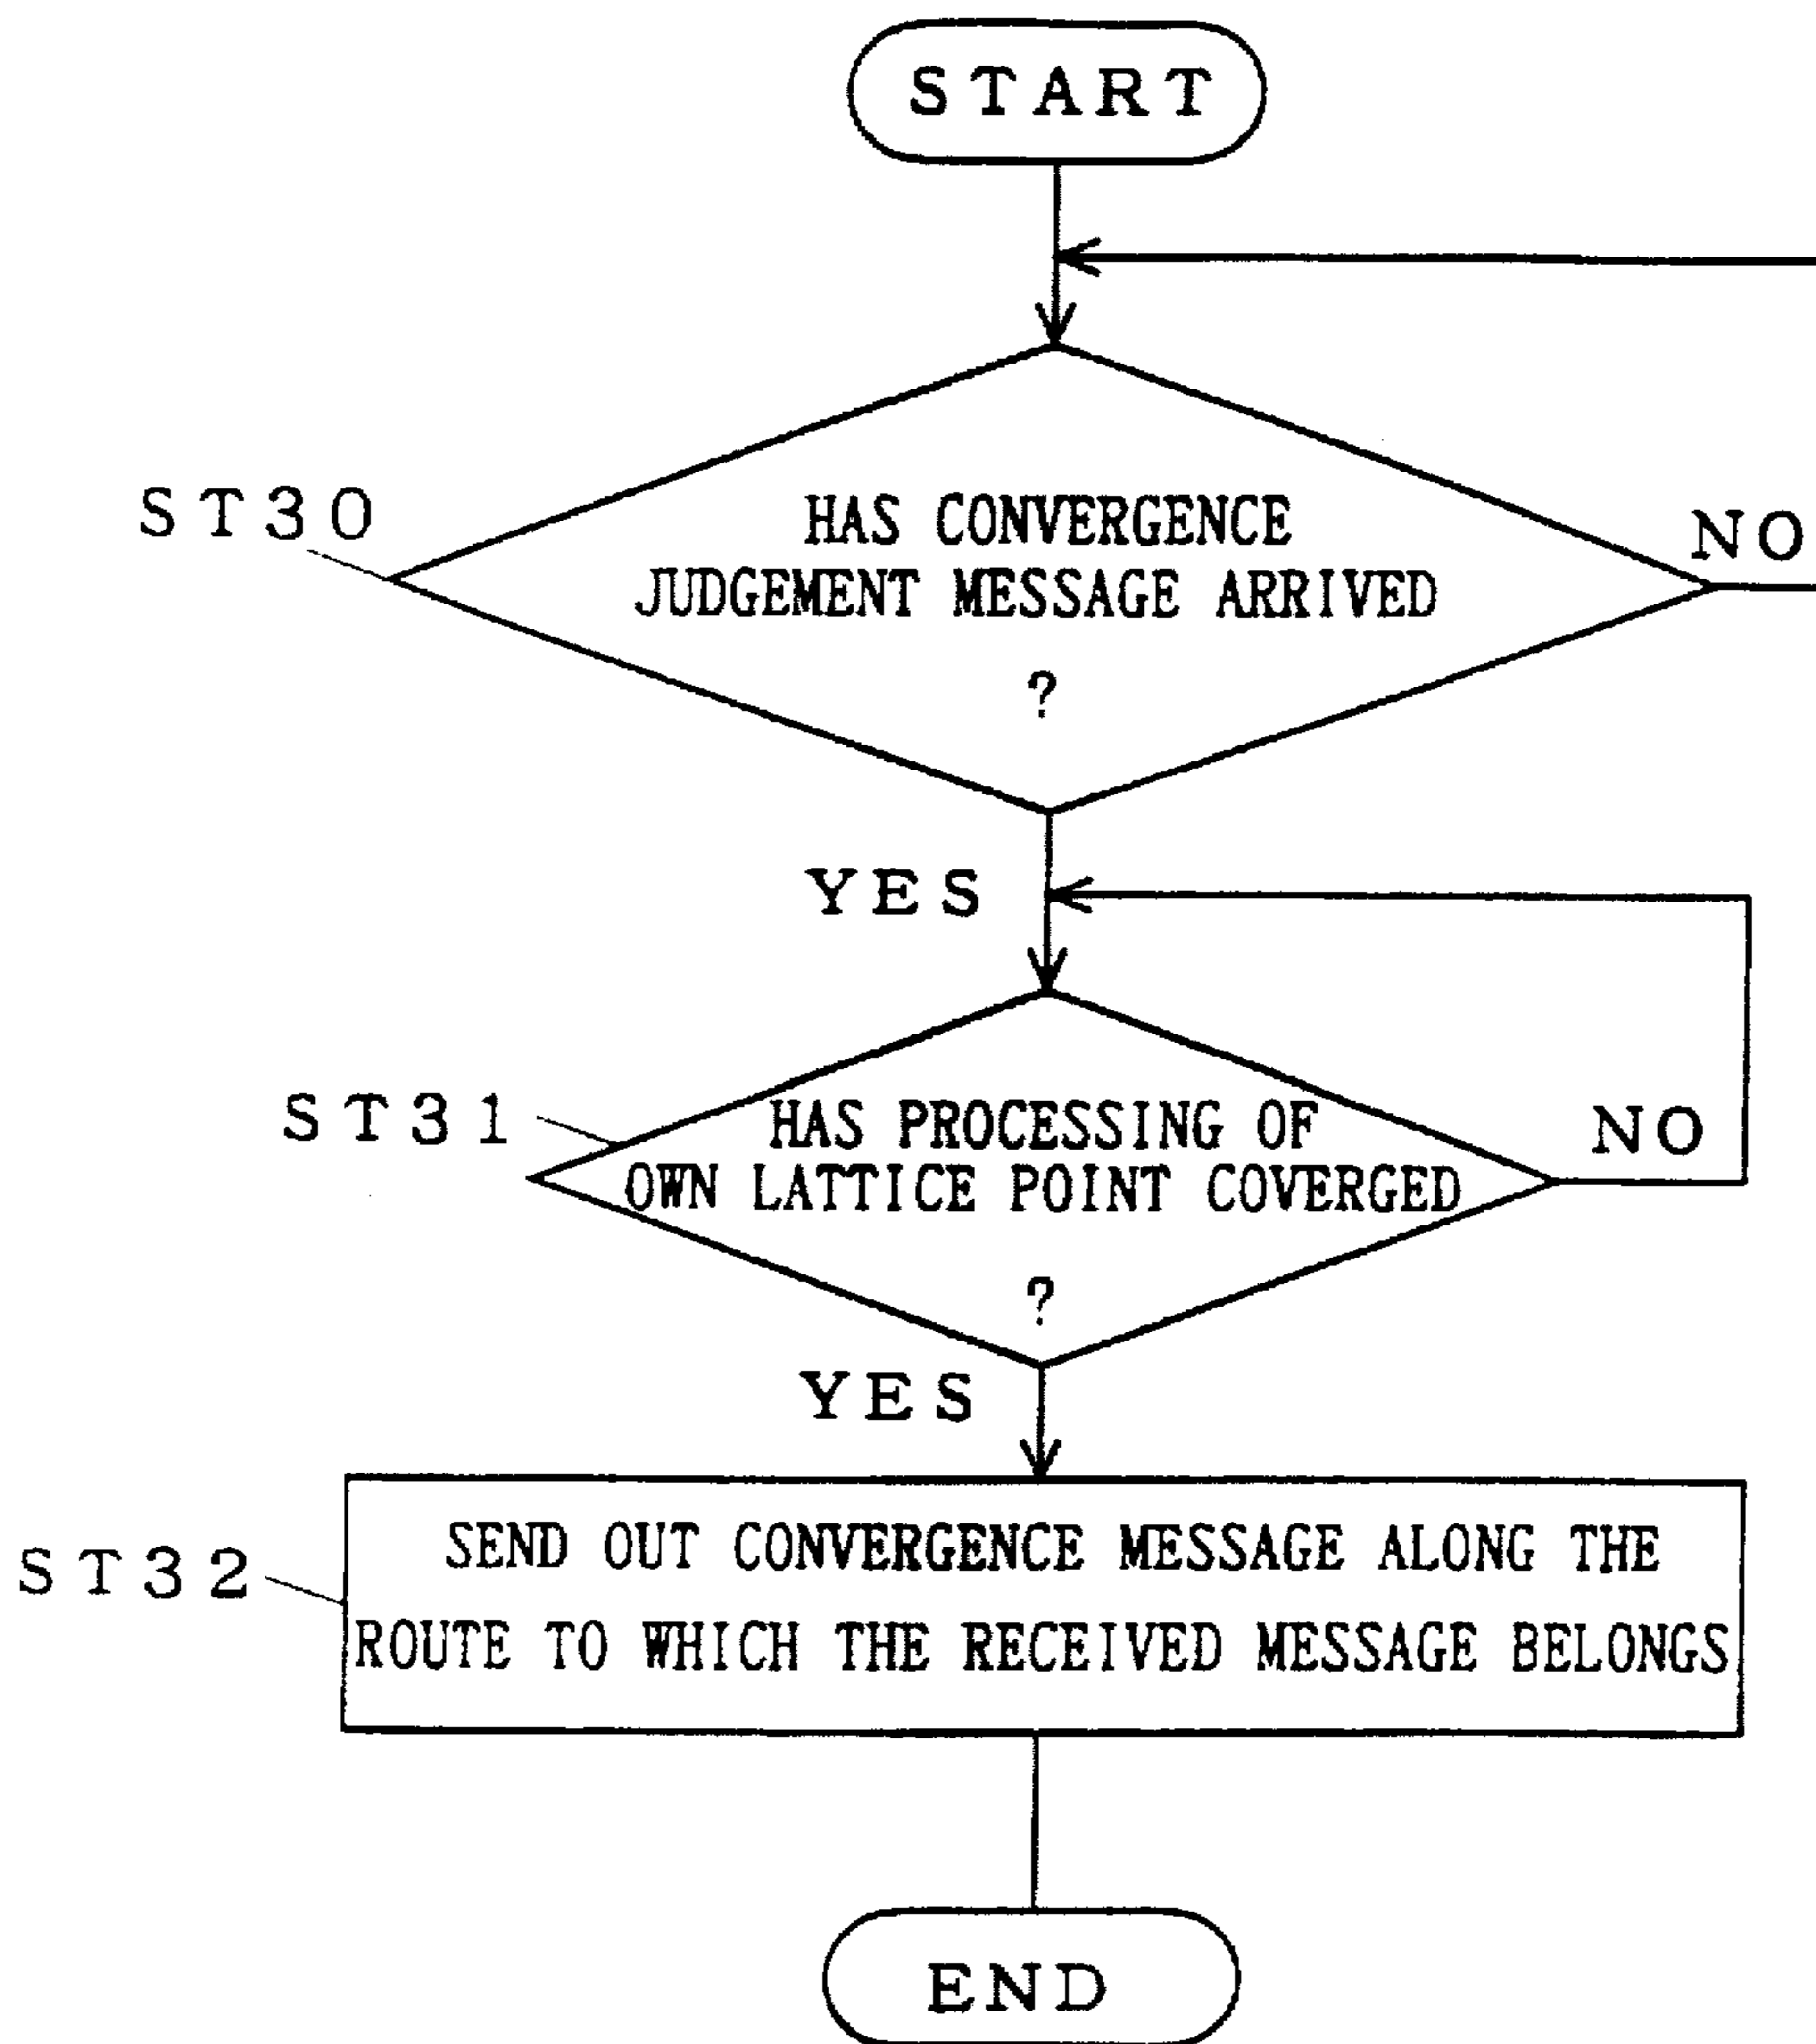 START
ST30
HAS CONVERGENCE
JUDGEMENT MESSAGE ARRIVED
?
NO
YES
ST31
HAS PROCESSING OF
OWN LATTICE POINT COVERGED
?
NO
YES
ST32
SEND OUT CONVERGENCE MESSAGE ALONG THE
ROUTE TO WHICH THE RECEIVED MESSAGE BELONGS
END